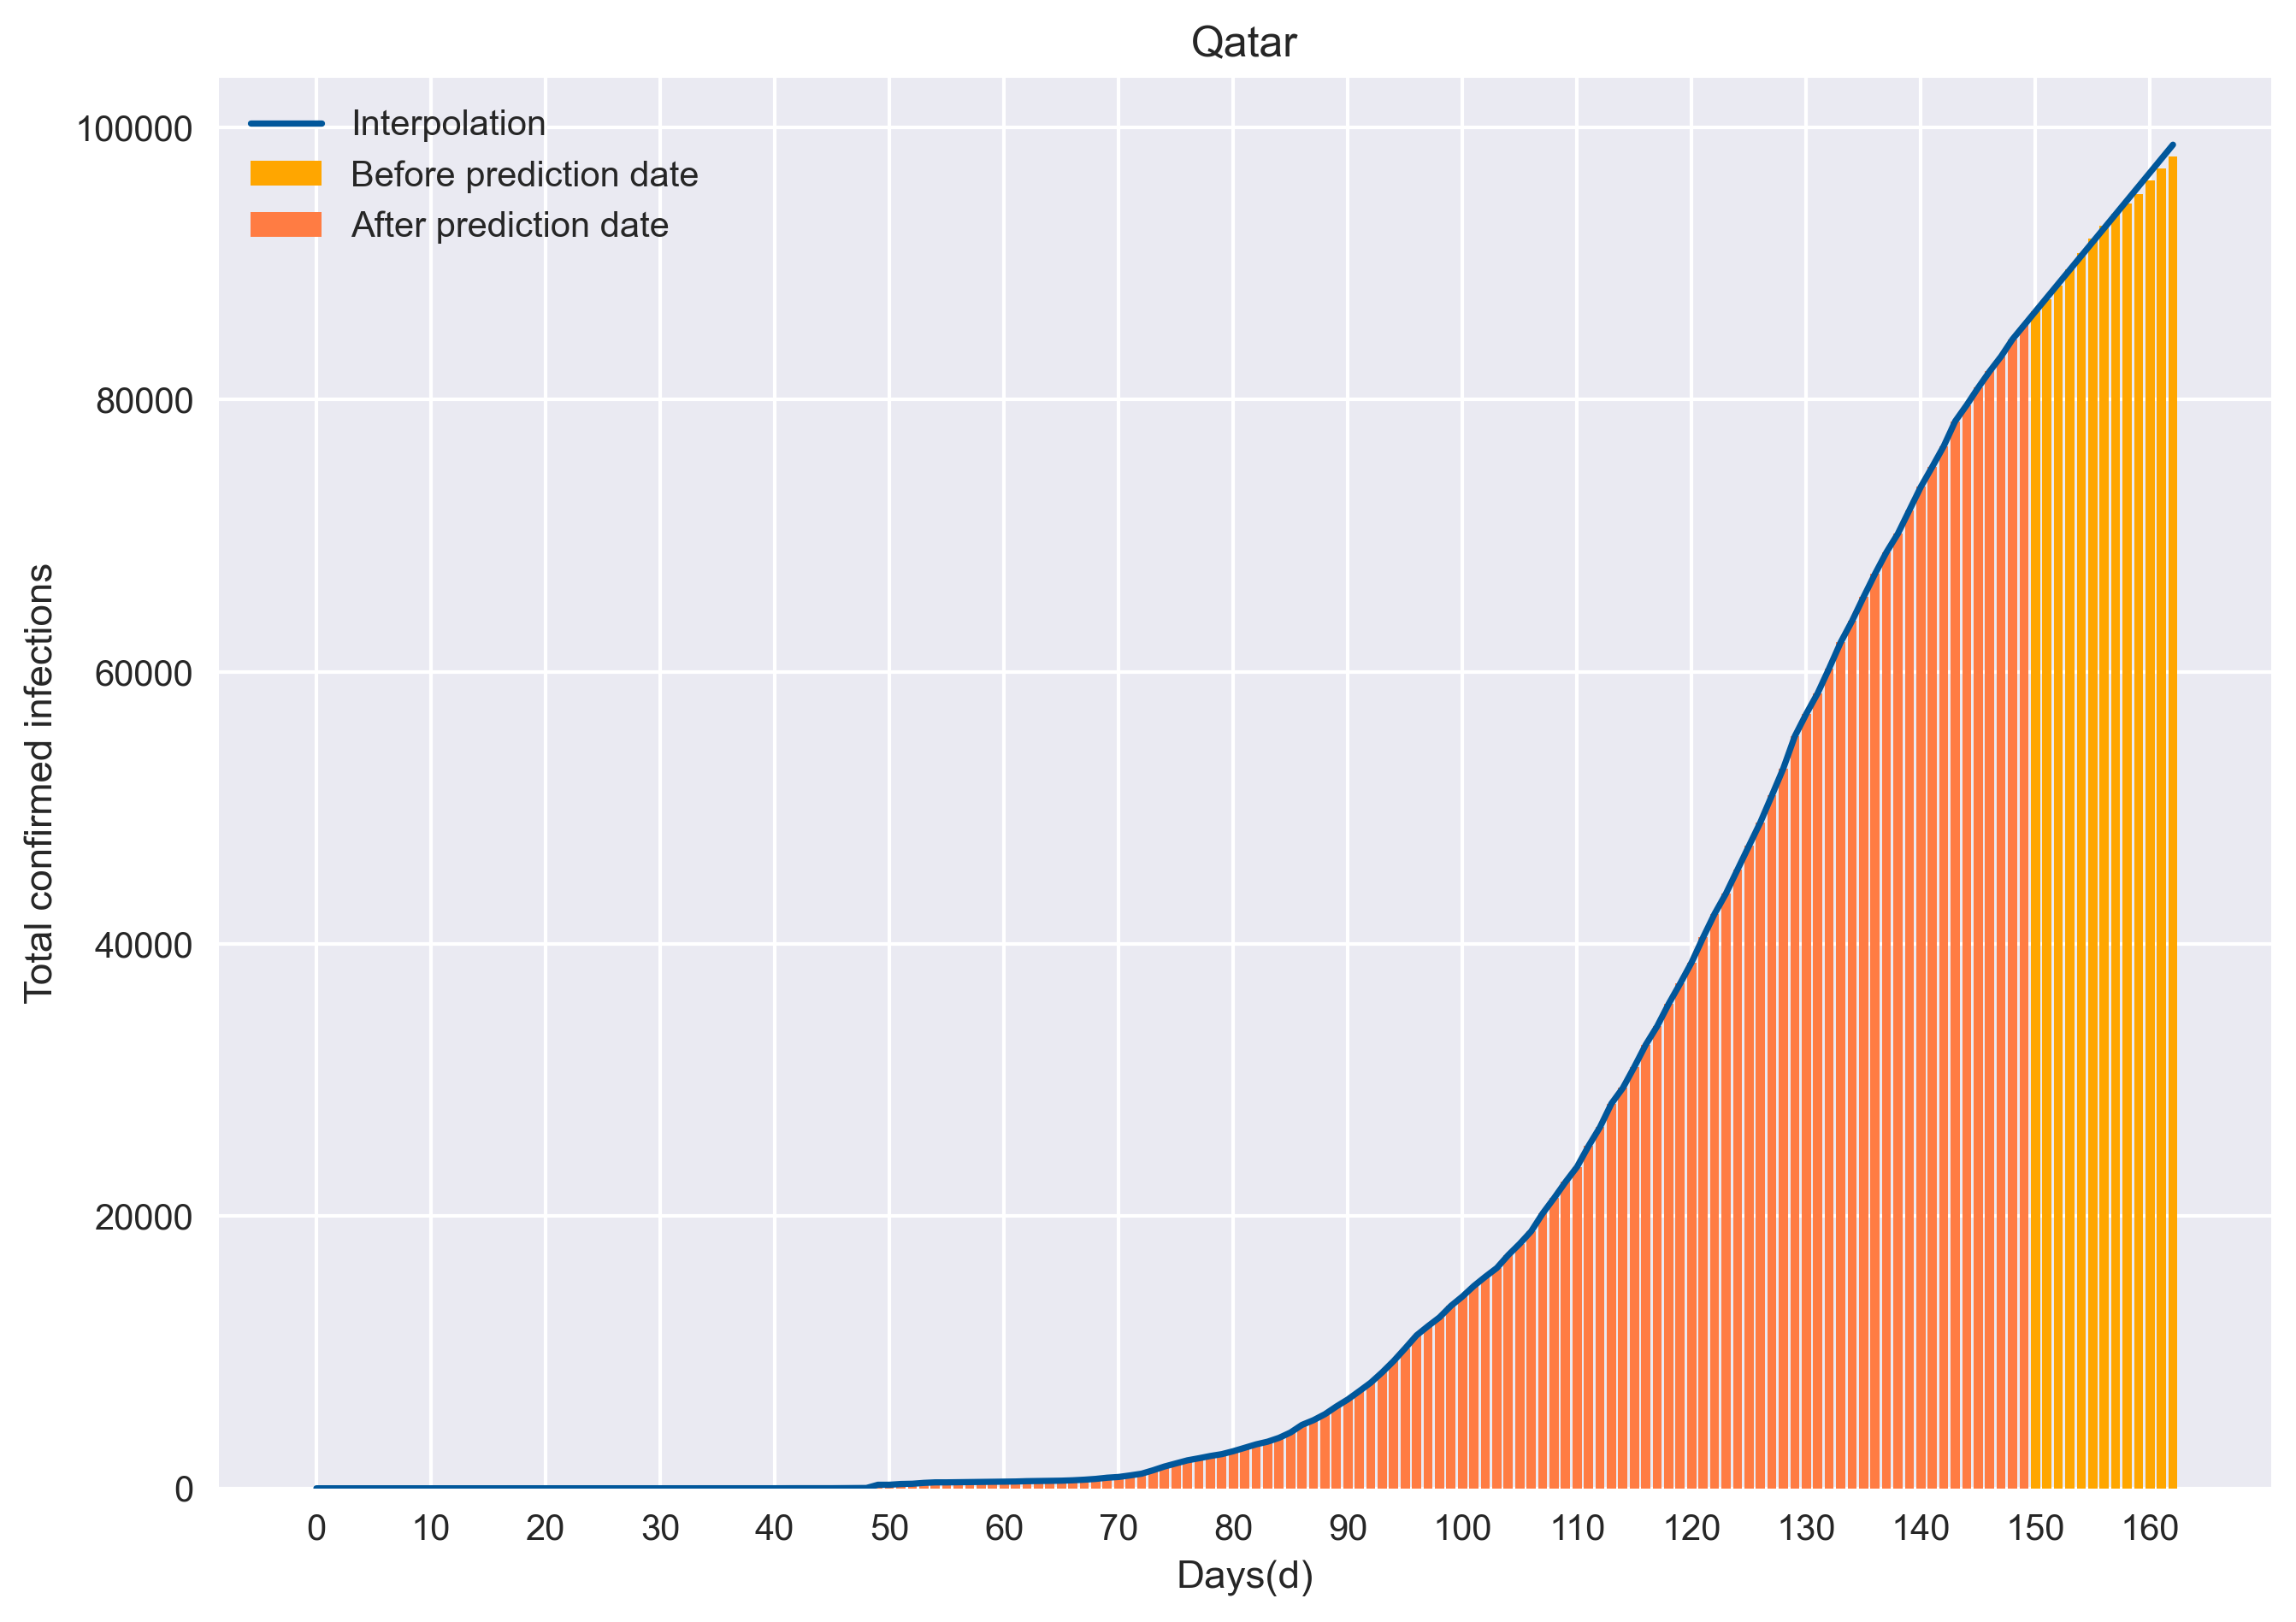 Qatar
Interpolation
Before prediction date
After prediction date
100000
80000
60000
40000
20000
0
Total confirmed infections
0 10 20 30 40 50 60 70 80 90 100 110 120 130 140 150 160
Days(d)